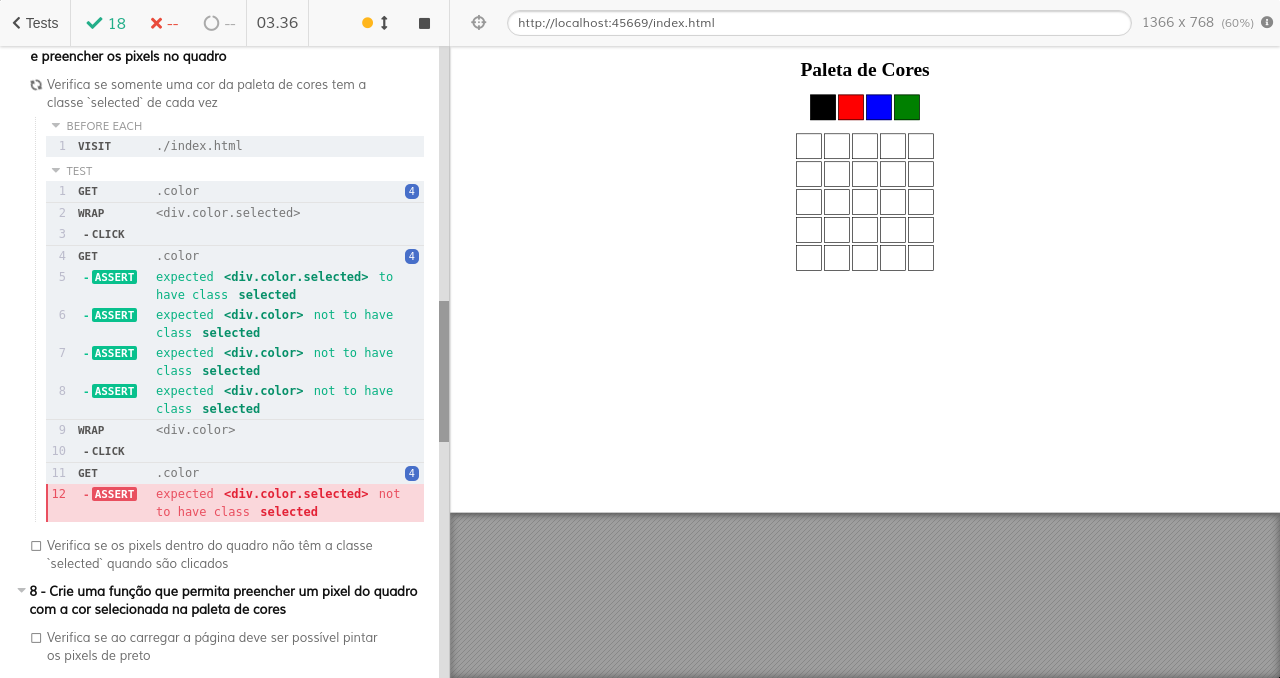 Tests 18 -- -- 03.36 http://localhost:45669/index.html 1366 x 768 (60%)
e preencher os pixels no quadro
Verifica se somente uma cor da paleta de cores tem a
classe `selected` de cada vez
BEFORE EACH
1 VISIT ./index.html
TEST
1 GET .color 4
2 WRAP <div.color.selected>
3 -CLICK
4 GET .color 4
5 -ASSERT expected <div.color.selected> to
have class selected
6 -ASSERT expected <div.color> not to have
class selected
7 -ASSERT expected <div.color> not to have
class selected
8 -ASSERT expected <div.color> not to have
class selected
9 WRAP <div.color>
10 -CLICK
11 GET .color 4
12 -ASSERT expected <div.color.selected> not
to have class selected
Verifica se os pixels dentro do quadro não têm a classe
`selected` quando são clicados
8 - Crie uma função que permita preencher um pixel do quadro
com a cor selecionada na paleta de cores
Verifica se ao carregar a página deve ser possível pintar
os pixels de preto
Paleta de Cores